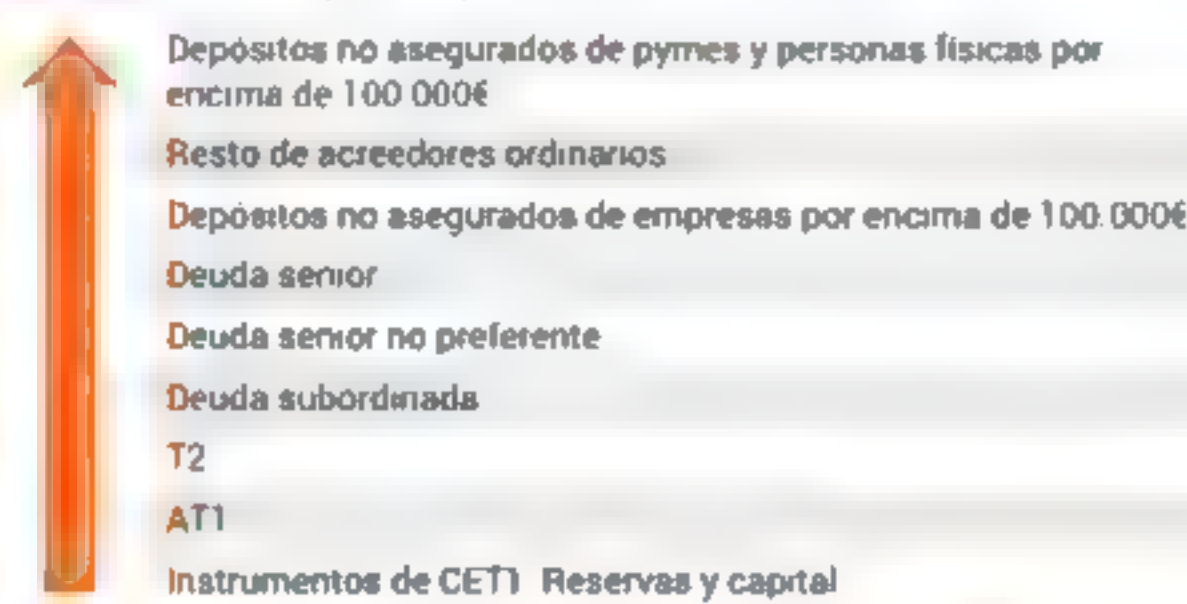 Depósitos no asegurados de pymes y personas físicas por
encima de 100.000€
Resto de acreedores ordinarios
Depósitos no asegurados de empresas por encima de 100.000€
Deuda senior
Deuda senior no preferente
Deuda subordinada
T2
AT1
Instrumentos de CET1 Reservas y capital